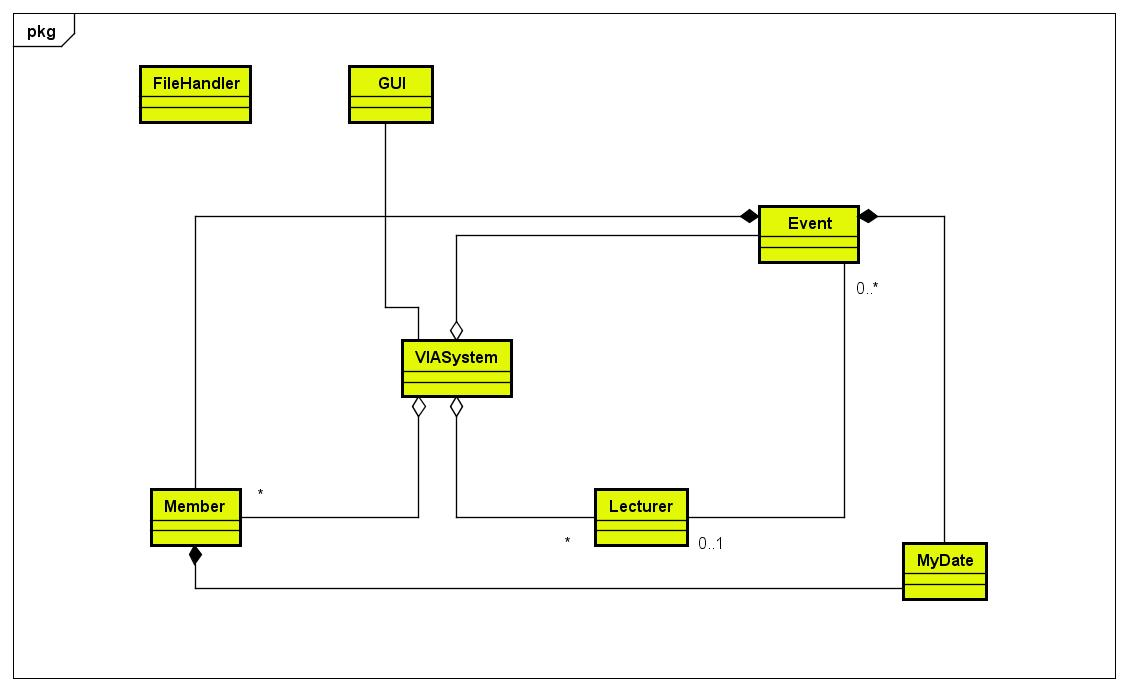 pkg
FileHandler
GUI
Event
0..*
VIASystem
Member
*
Lecturer
*
0..1
MyDate